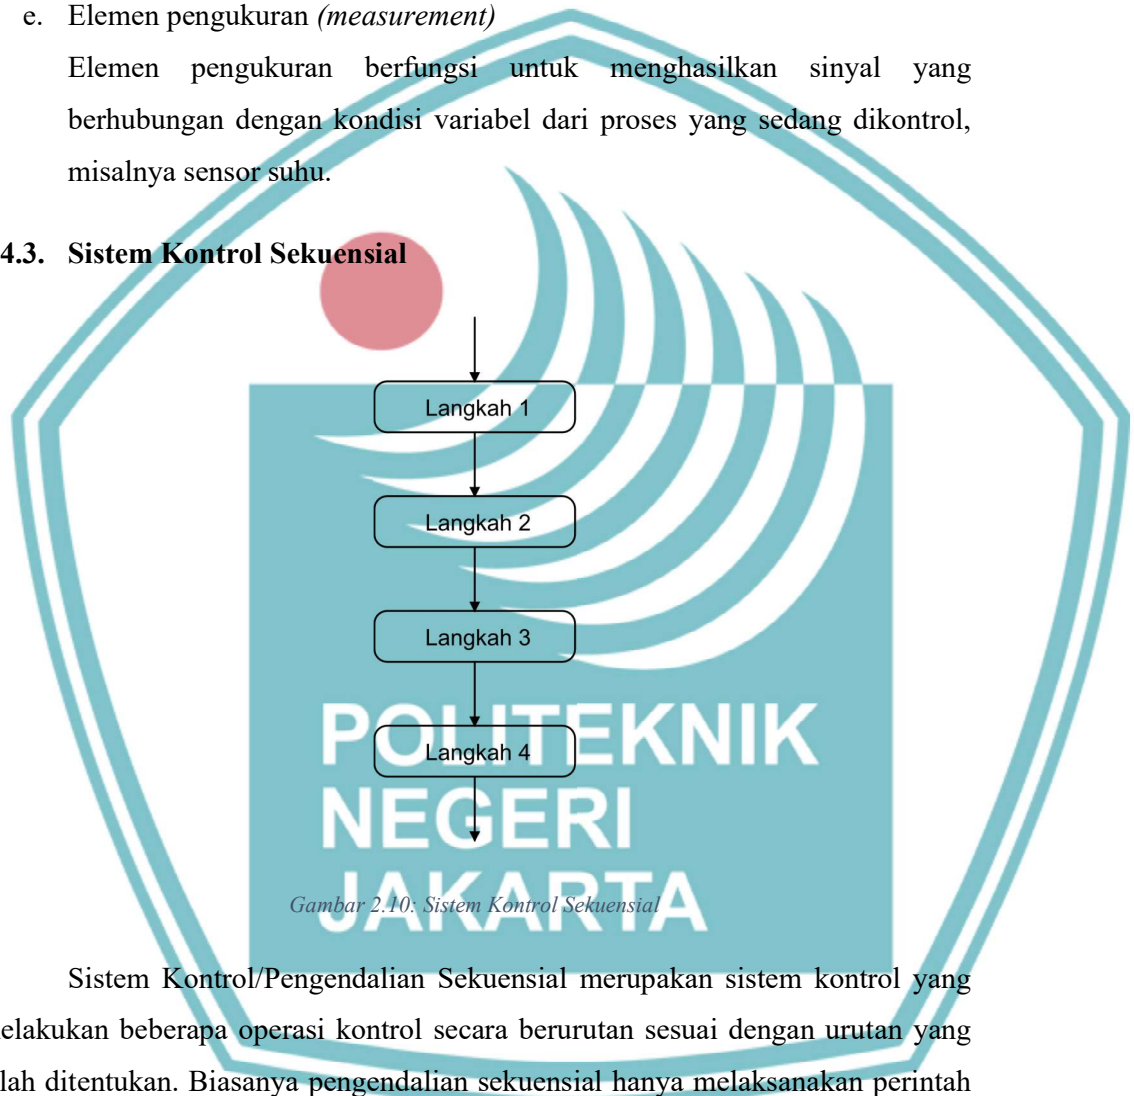 e. Elemen pengukuran (measurement)
Elemen pengukuran berfungsi untuk menghasilkan sinyal yang
berhubungan dengan kondisi variabel dari proses yang sedang dikontrol,
misalnya sensor suhu.
4.3. Sistem Kontrol Sekuensial
Langkah 1
Langkah 2
Langkah 3
Langkah 4
POLITEKNIK
NEGERI
JAKARTA
Gambar 2.10: Sistem Kontrol Sekuensial
Sistem Kontrol/Pengendalian Sekuensial merupakan sistem kontrol yang
elakukan beberapa operasi kontrol secara berurutan sesuai dengan urutan yang
lah ditentukan. Biasanya pengendalian sekuensial hanya melaksanakan perintah